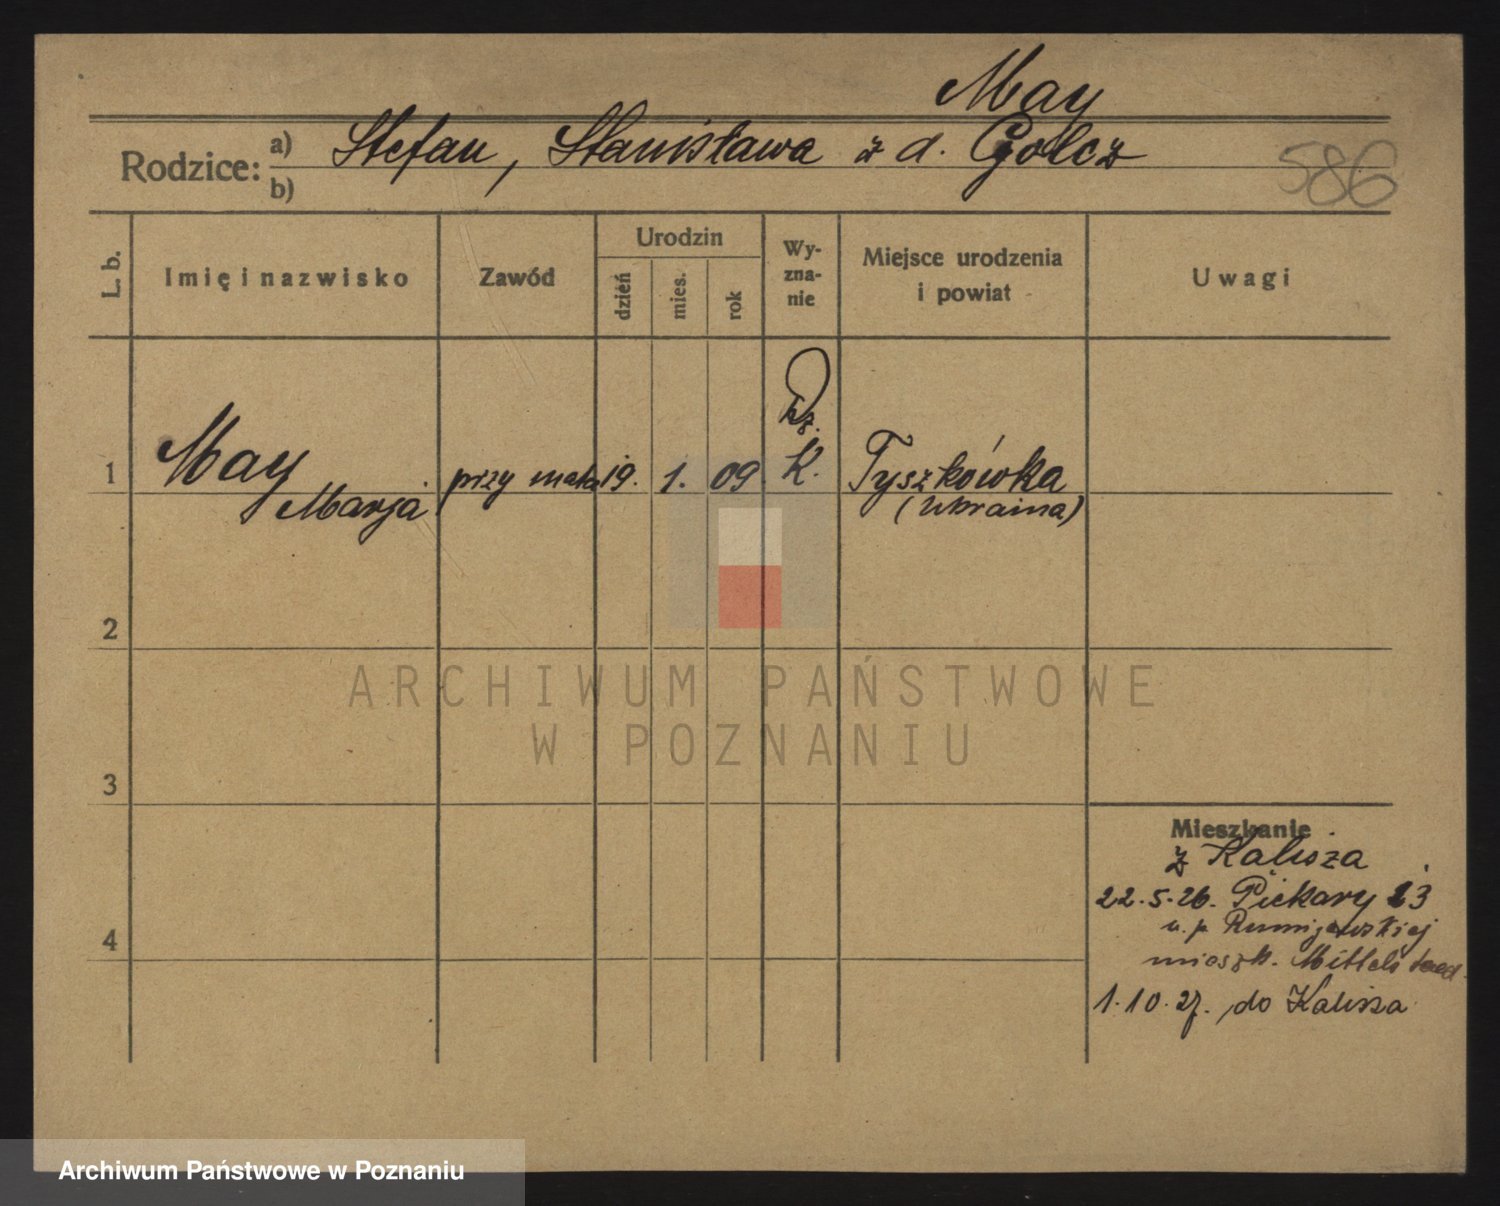 May
Rodzice: a) Stefan, Stanisława z d. Golcz
b)
586
L. b.
Imię i nazwisko
Zawód
Urodzin
dzień
mies.
rok
Wy-
zna-
nie
Miejsce urodzenia
i powiat
Uwagi
1
May
Marja
przy matce
19.
1.
09.
rz.
K.
Tyszkówka
(Ukraina)
2
3
4
ARCHIWUM PAŃSTWOWE
W POZNANIU
Mieszkanie
z Kalisza
22.5.26. Piekary 23
u. p.
mieszk.
1.10.27. do Kalisza
Archiwum Państwowe w Poznaniu